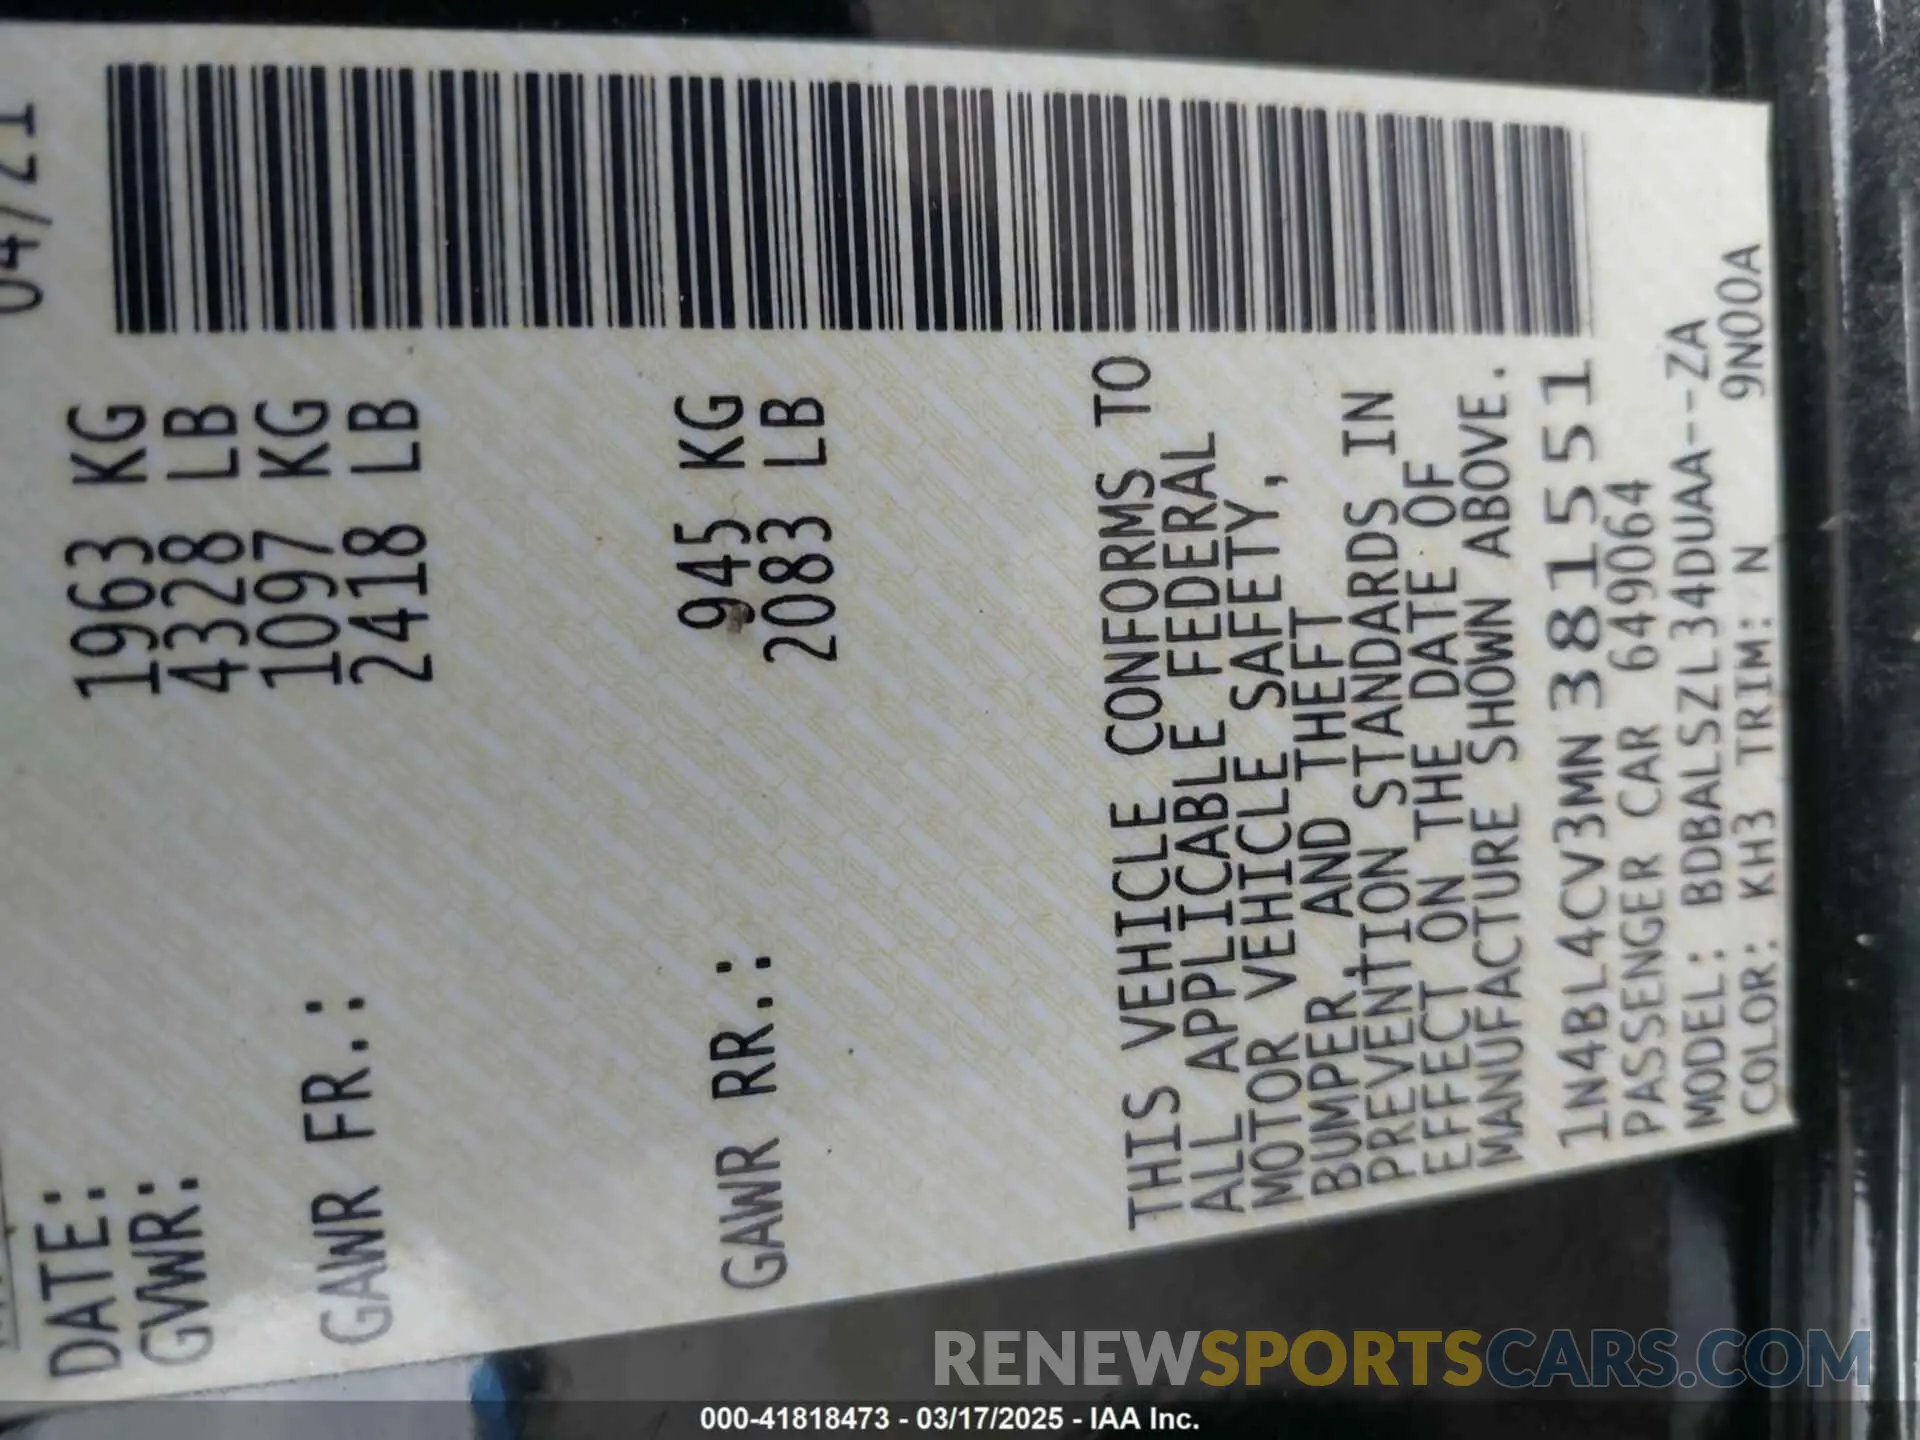 DATE: 04/21
GVWR: 1963 KG
4328 LB
GAWR FR.: 1097 KG
2418 LB
GAWR RR.: 945 KG
2083 LB
THIS VEHICLE CONFORMS TO
ALL APPLICABLE FEDERAL
MOTOR VEHICLE SAFETY,
BUMPER, AND THEFT
PREVENTION STANDARDS IN
EFFECT ON THE DATE OF
MANUFACTURE SHOWN ABOVE.
1N4BL4CV3MN381551
PASSENGER CAR 649064
MODEL: BDBALSZL34DUAA--ZA
COLOR: KH3 TRIM: N 9N00A
RENEWSPORTSCARS.COM
000-41818473 - 03/17/2025 - IAA Inc.